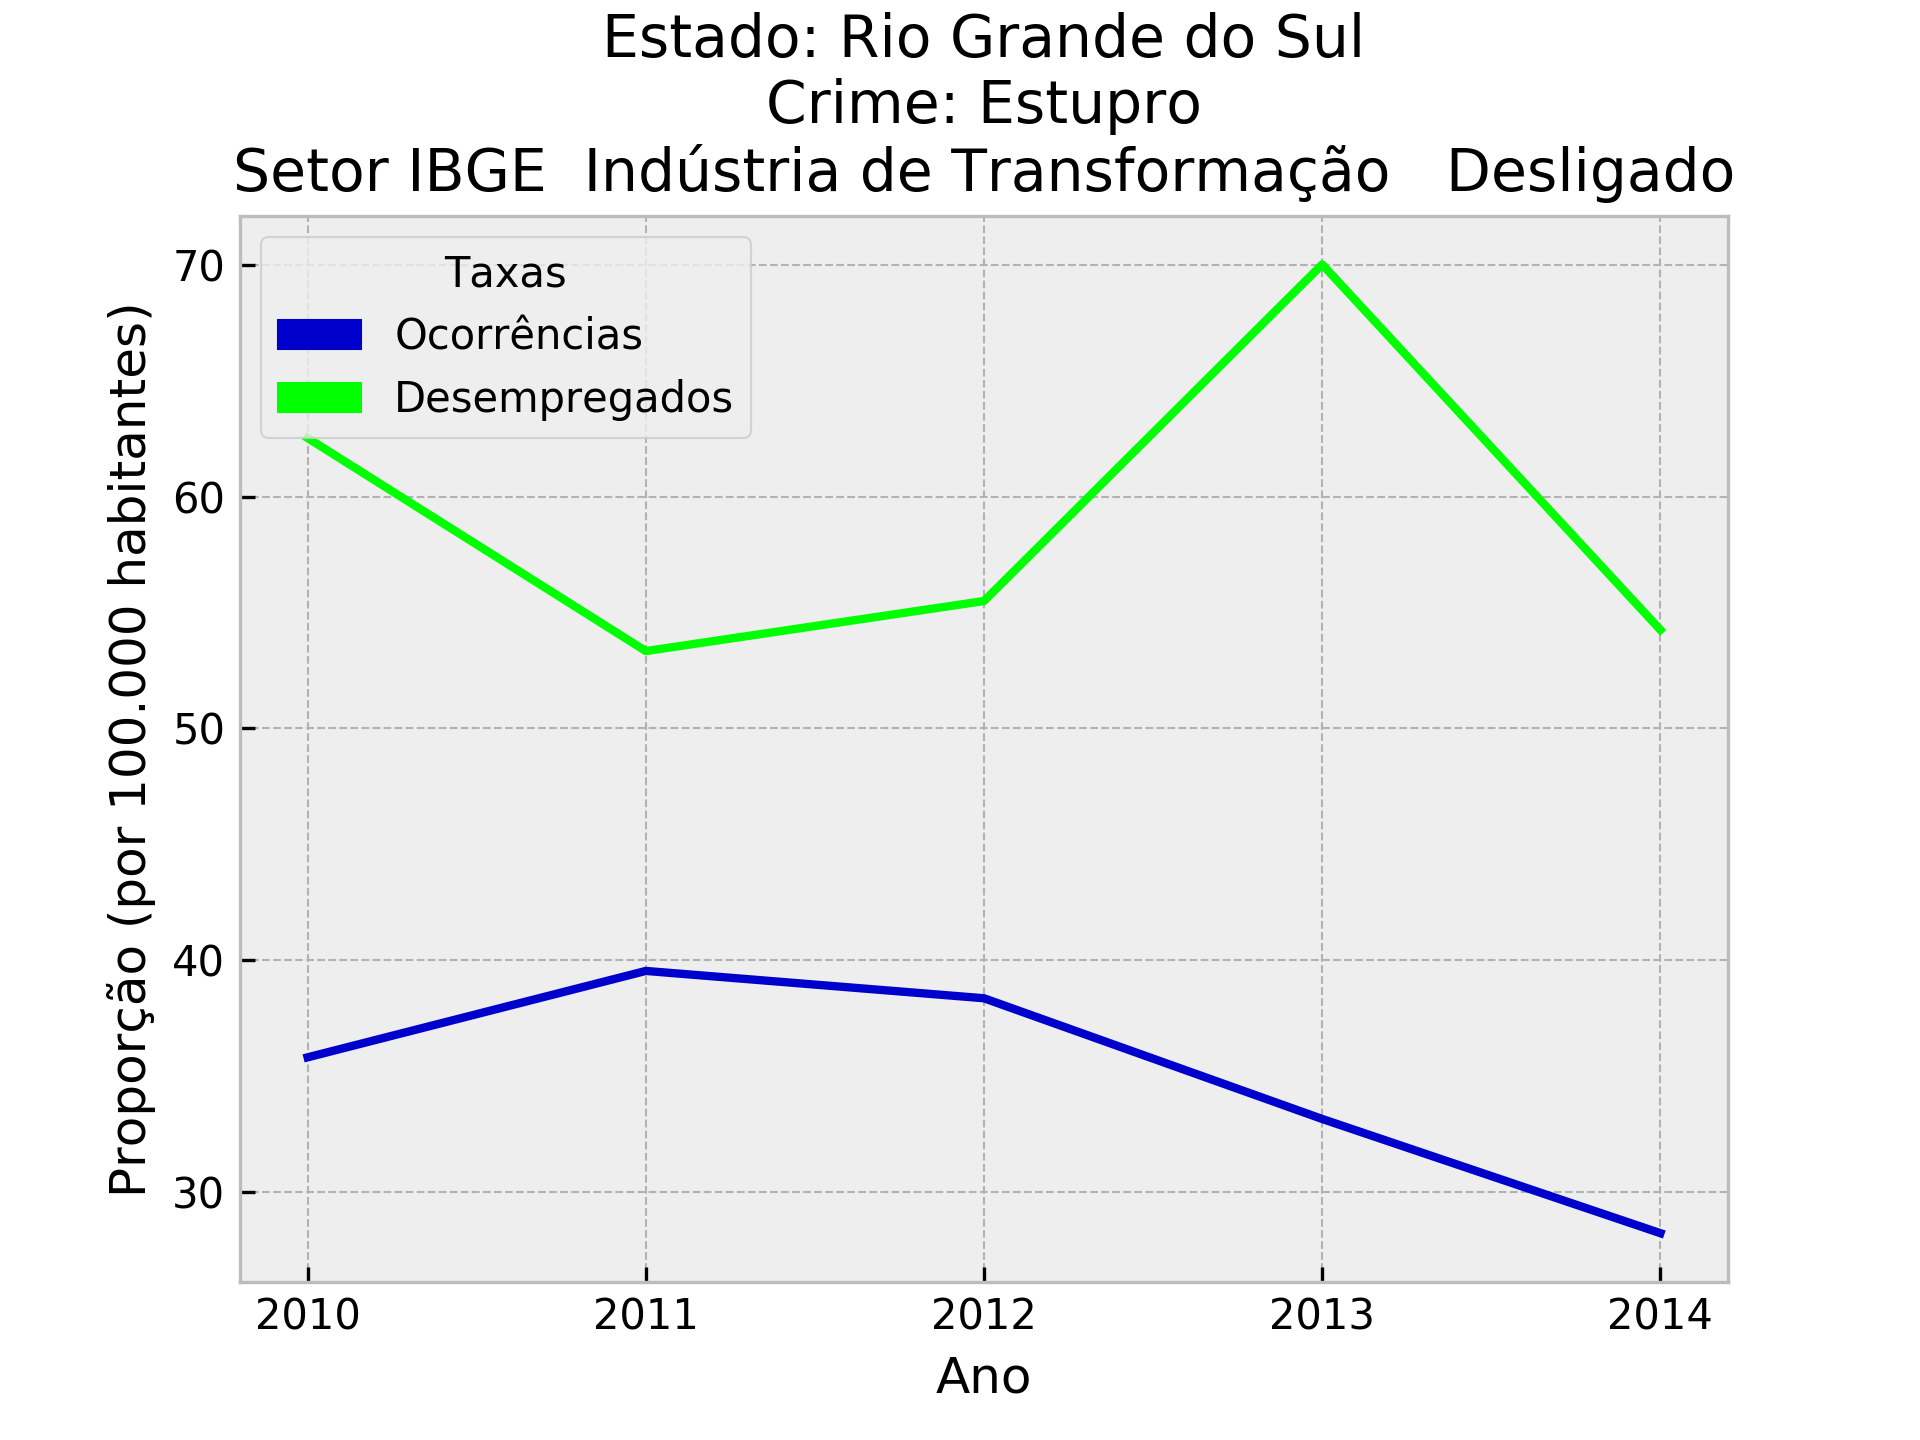 Estado: Rio Grande do Sul
Crime: Estupro
Setor IBGE  Indústria de Transformação   Desligado
Proporção (por 100.000 habitantes)
70
60
50
40
30
Taxas
Ocorrências
Desempregados
2010 2011 2012 2013 2014
Ano